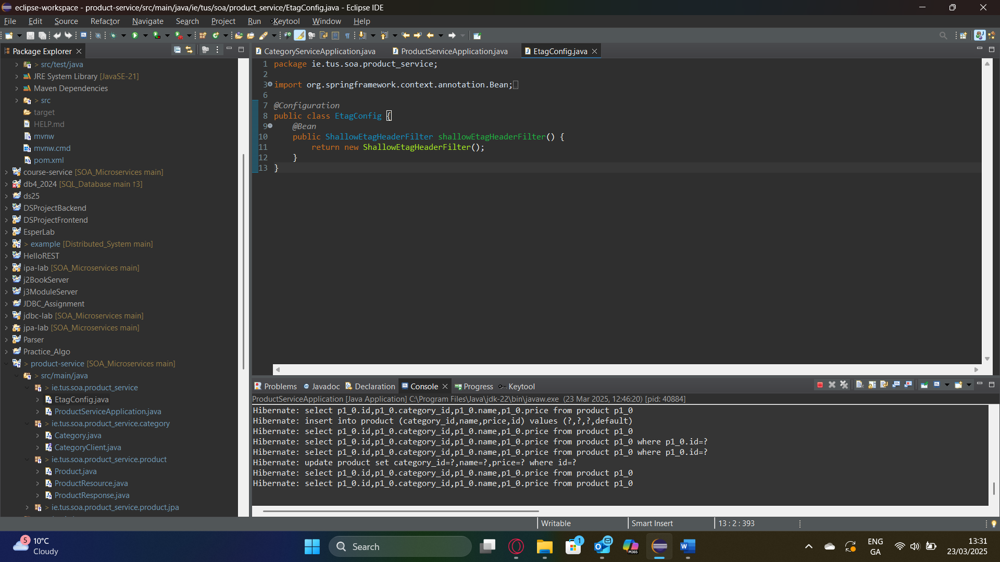 eclipse-workspace - product-service/src/main/java/ie/tus/soa/product_service/EtagConfig.java - Eclipse IDE
File Edit Source Refactor Navigate Search Project Run Keytool Window Help
Package Explorer
> src/test/java
JRE System Library [JavaSE-21]
Maven Dependencies
> src
target
HELP.md
mvnw
mvnw.cmd
pom.xml
course-service [SOA_Microservices main]
db4_2024 [SQL_Database main ↑3]
ds25
DSProjectBackend
DSProjectFrontend
EsperLab
> example [Distributed_System main]
HelloREST
ipa-lab [SOA_Microservices main]
j2BookServer
j3ModuleServer
JDBC_Assignment
jdbc-lab [SOA_Microservices main]
jpa-lab [SOA_Microservices main]
Parser
Practice_Algo
> product-service [SOA_Microservices main]
> src/main/java
> ie.tus.soa.product_service
EtagConfig.java
ProductServiceApplication.java
> ie.tus.soa.product_service.category
Category.java
CategoryClient.java
> ie.tus.soa.product_service.product
Product.java
ProductResource.java
ProductResponse.java
> ie.tus.soa.product_service.product.jpa
CategoryServiceApplication.java ProductServiceApplication.java EtagConfig.java
1 package ie.tus.soa.product_service;
2
3 import org.springframework.context.annotation.Bean;
6
7 @Configuration
8 public class EtagConfig {
9 @Bean
10 public ShallowEtagHeaderFilter shallowEtagHeaderFilter() {
11 return new ShallowEtagHeaderFilter();
12 }
13 }
Problems Javadoc Declaration Console Progress Keytool
ProductServiceApplication [Java Application] C:\Program Files\Java\jdk-22\bin\javaw.exe (23 Mar 2025, 12:46:20) [pid: 40884]
Hibernate: select p1_0.id,p1_0.category_id,p1_0.name,p1_0.price from product p1_0
Hibernate: insert into product (category_id,name,price,id) values (?,?,?,default)
Hibernate: select p1_0.id,p1_0.category_id,p1_0.name,p1_0.price from product p1_0
Hibernate: select p1_0.id,p1_0.category_id,p1_0.name,p1_0.price from product p1_0 where p1_0.id=?
Hibernate: select p1_0.id,p1_0.category_id,p1_0.name,p1_0.price from product p1_0 where p1_0.id=?
Hibernate: update product set category_id=?,name=?,price=? where id=?
Hibernate: select p1_0.id,p1_0.category_id,p1_0.name,p1_0.price from product p1_0
Hibernate: select p1_0.id,p1_0.category_id,p1_0.name,p1_0.price from product p1_0
Writable Smart Insert 13 : 2 : 393
5
10°C
Cloudy
Search
1
M365
ENG
GA
13:31
23/03/2025